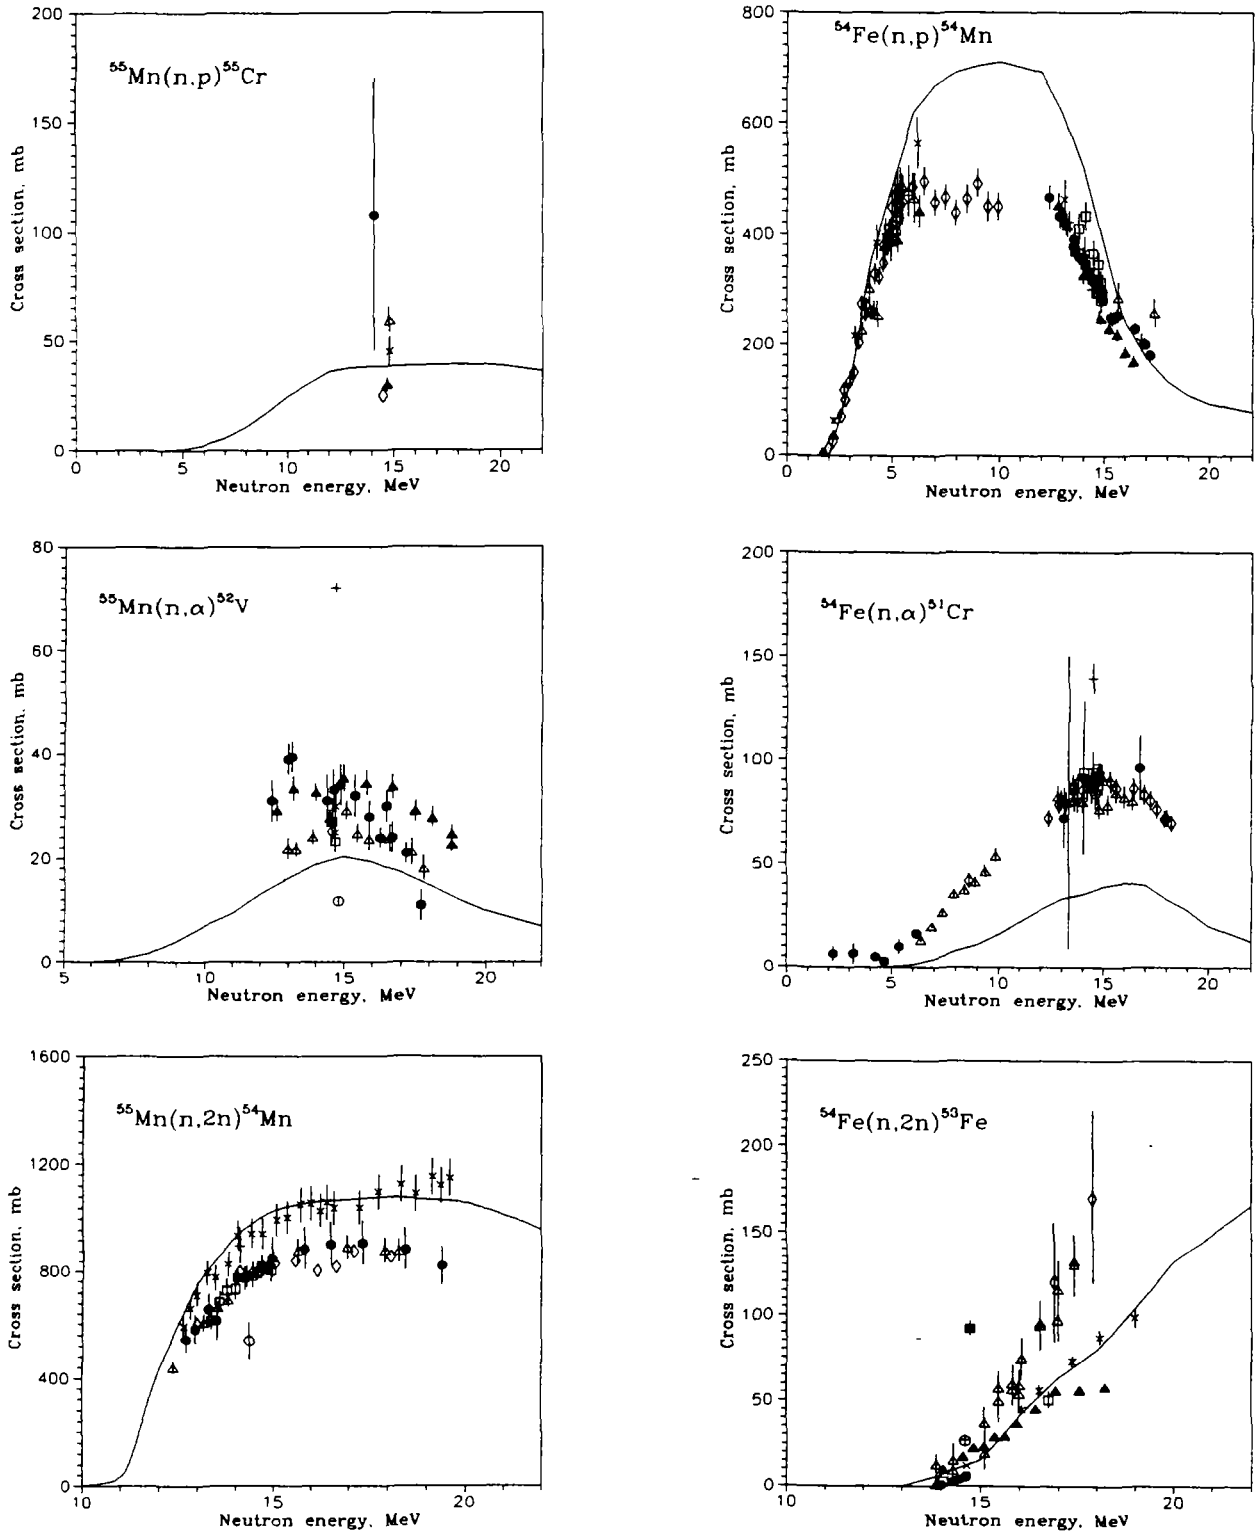 200
150
100
50
0
Cross section, mb
⁵⁵Mn(n,p)⁵⁵Cr
0 5 10 15 20
Neutron energy, MeV
800
600
400
200
0
Cross section, mb
⁵⁴Fe(n,p)⁵⁴Mn
0 5 10 15 20
Neutron energy, MeV
80
60
40
20
0
Cross section, mb
⁵⁵Mn(n,α)⁵²V
5 10 15 20
Neutron energy, MeV
200
150
100
50
0
Cross section, mb
⁵⁴Fe(n,α)⁵¹Cr
0 5 10 15 20
Neutron energy, MeV
1600
1200
800
400
0
Cross section, mb
⁵⁵Mn(n,2n)⁵⁴Mn
10 15 20
Neutron energy, MeV
250
200
150
100
50
0
Cross section, mb
⁵⁴Fe(n,2n)⁵³Fe
10 15 20
Neutron energy, MeV